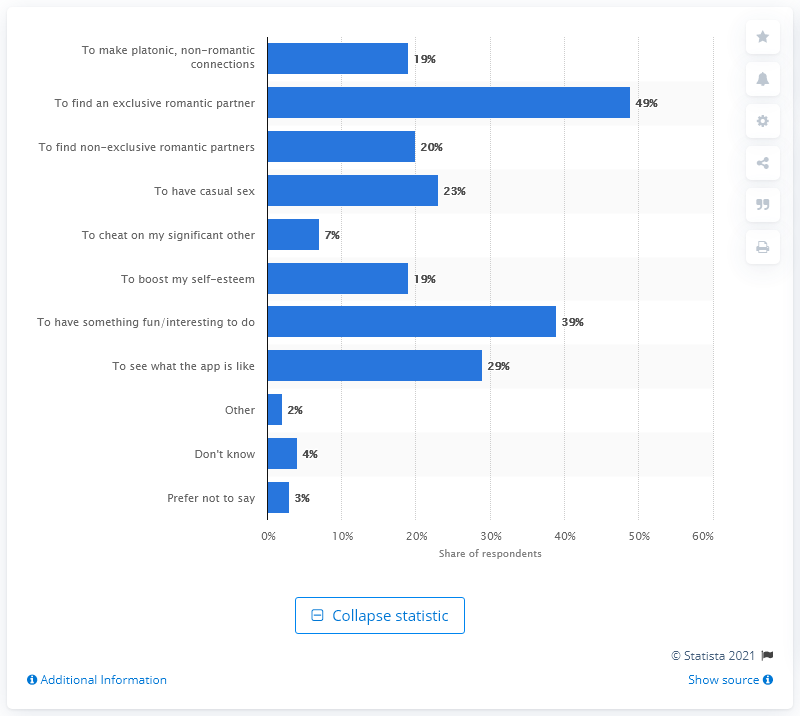 To make platonic, non-romantic
connections
19%
To find an exclusive romantic partner
49%
To find non-exclusive romantic partners
20%
To have casual sex
23%
To cheat on my significant other
7%
To boost my self-esteem
19%
To have something fun/interesting to do
39%
To see what the app is like
29%
Other
2%
Don't know
4%
Prefer not to say
3%
0% 10% 20% 30% 40% 50% 60%
Share of respondents
Collapse statistic
© Statista 2021
Additional Information
Show source